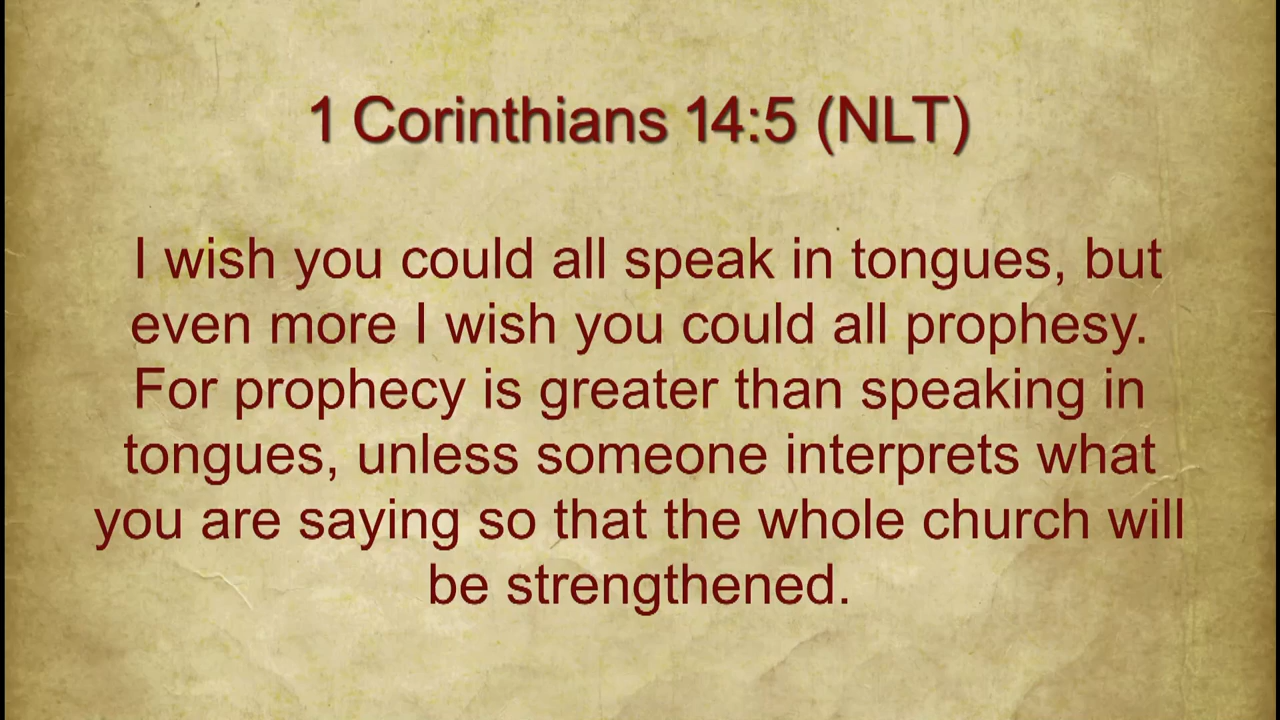 1 Corinthians 14:5 (NLT)
I wish you could all speak in tongues, but
even more I wish you could all prophesy.
For prophecy is greater than speaking in
tongues, unless someone interprets what
you are saying so that the whole church will
be strengthened.